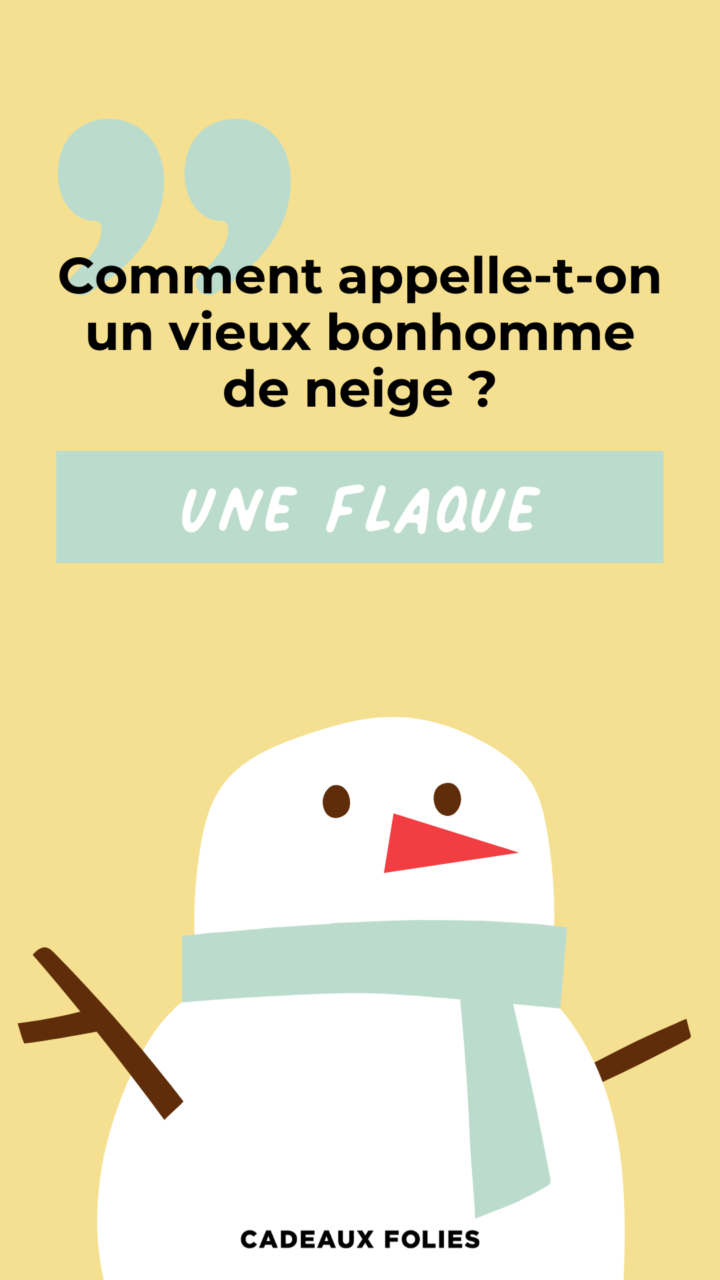 Comment appelle-t-on
un vieux bonhomme
de neige ?
UNE FLAQUE
CADEAUX FOLIES